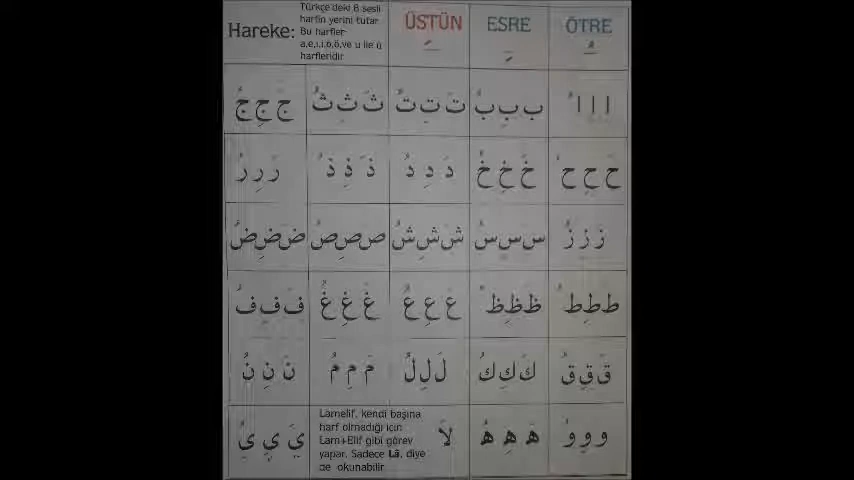 Hareke:
Türkçe'deki 8 sesli
harfin yerini tutar
Bu harfler
a,e,ı,i,o,ö,ve u ile ü
harfleridir
ÜSTÜN
ESRE
ÖTRE
اَ اِ اُ
بَ بِ بُ
تَ تِ تُ
ثَ ثِ ثُ
جَ جِ جُ
حَ حِ حُ
خَ خِ خُ
دَ دِ دُ
ذَ ذِ ذُ
رَ رِ رُ
زَ زِ زُ
سَ سِ سُ
شَ شِ شُ
صَ صِ صُ
ضَ ضِ ضُ
طَ طِ طُ
ظَ ظِ ظُ
عَ عِ عُ
غَ غِ غُ
فَ فِ فُ
قَ قِ قُ
كَ كِ كُ
لَ لِ لُ
مَ مِ مُ
نَ نِ نُ
وَ وِ وُ
هَ هِ هُ
لاَ
Lamelif, kendi başına
harf olmadığı için
Lam+Elif gibi görev
yapar. Sadece Lâ, diye
de okunabilir
يَ يِ يُ